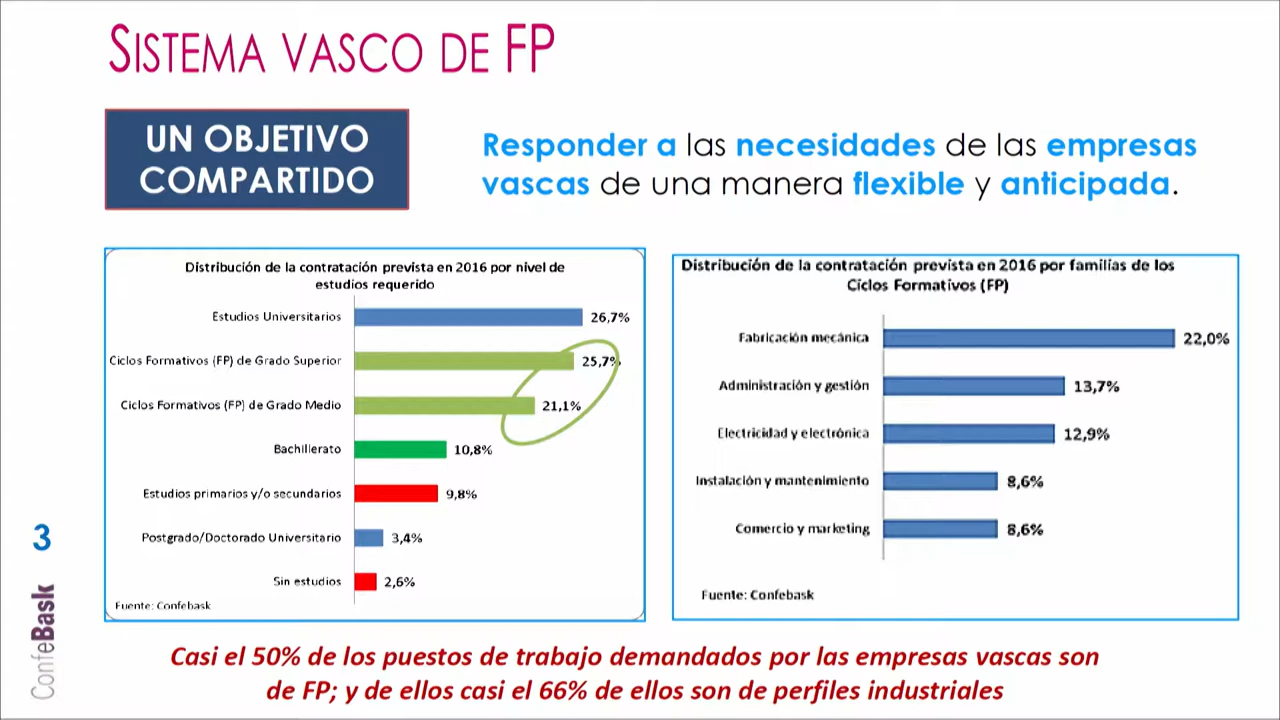 SISTEMA VASCO DE FP
UN OBJETIVO
COMPARTIDO
Responder a las necesidades de las empresas
vascas de una manera flexible y anticipada.
Distribución de la contratación prevista en 2016 por nivel de
estudios requerido
Estudios Universitarios 26,7%
Ciclos Formativos (FP) de Grado Superior 25,7%
Ciclos Formativos (FP) de Grado Medio 21,1%
Bachillerato 10,8%
Estudios primarios y/o secundarios 9,8%
Postgrado/Doctorado Universitario 3,4%
Sin estudios 2,6%
Fuente: Confebask
Distribución de la contratación prevista en 2016 por familias de los
Ciclos Formativos (FP)
Fabricación mecánica 22,0%
Administración y gestión 13,7%
Electricidad y electrónica 12,9%
Instalación y mantenimiento 8,6%
Comercio y marketing 8,6%
Fuente: Confebask
3
ConfeBask
Casi el 50% de los puestos de trabajo demandados por las empresas vascas son
de FP; y de ellos casi el 66% de ellos son de perfiles industriales